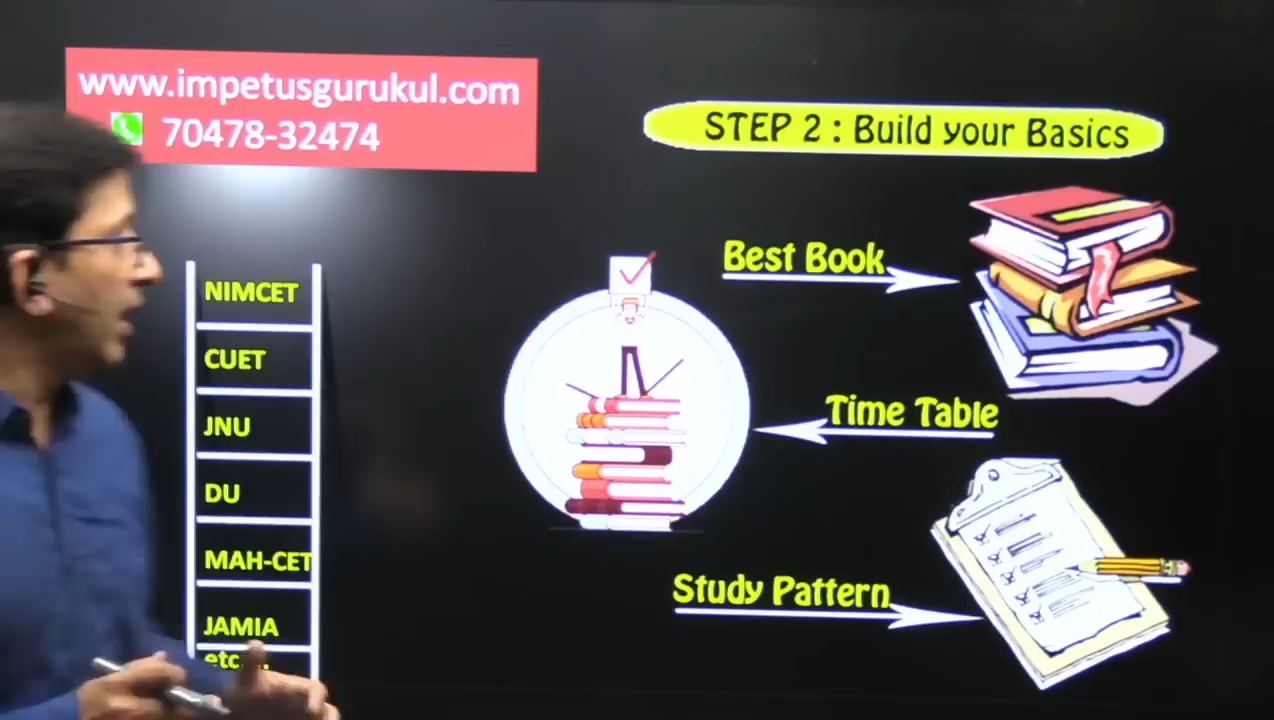 www.impetusgurukul.com
70478-32474
STEP 2 : Build your Basics
Best Book
Time Table
Study Pattern
NIMCET
CUET
JNU
DU
MAH-CET
JAMIA
etc...